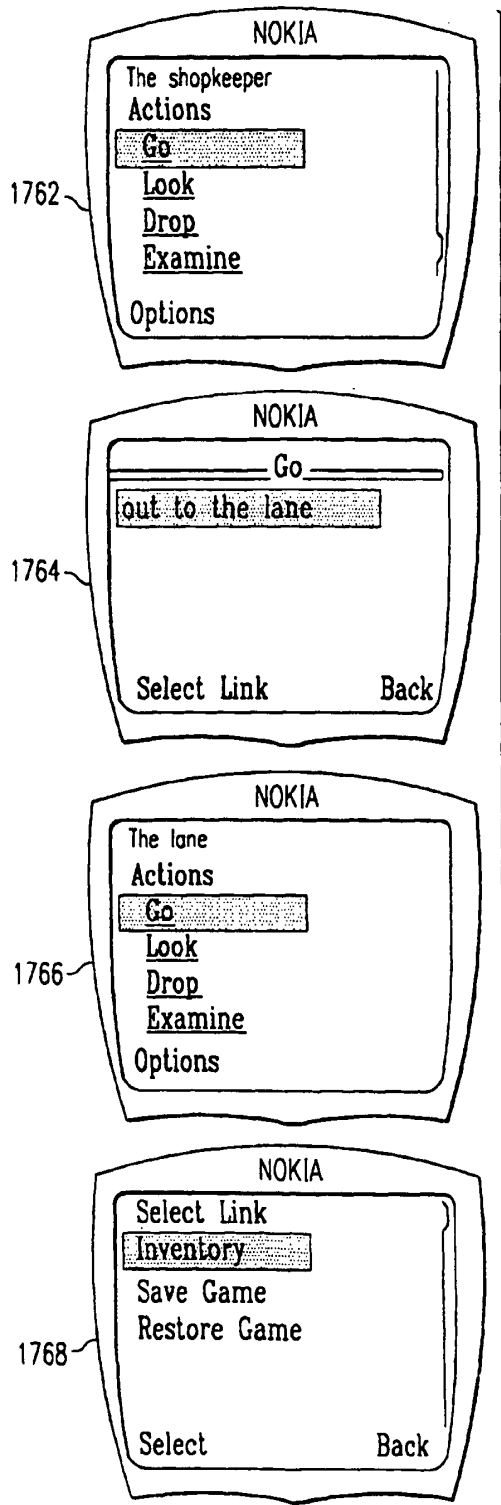 NOKIA
The shopkeeper
Actions
Go
Look
Drop
Examine
Options
1762
NOKIA
Go
out to the lane
Select Link Back
1764
NOKIA
The lane
Actions
Go
Look
Drop
Examine
Options
1766
NOKIA
Select Link
Inventory
Save Game
Restore Game
Select Back
1768